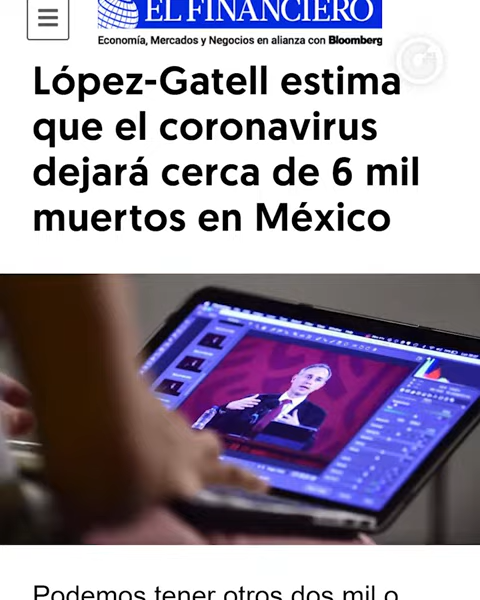 EL FINANCIERO
Economía, Mercados y Negocios en alianza con Bloomberg
López-Gatell estima
que el coronavirus
dejará cerca de 6 mil
muertos en México
Podemos tener otros dos mil o